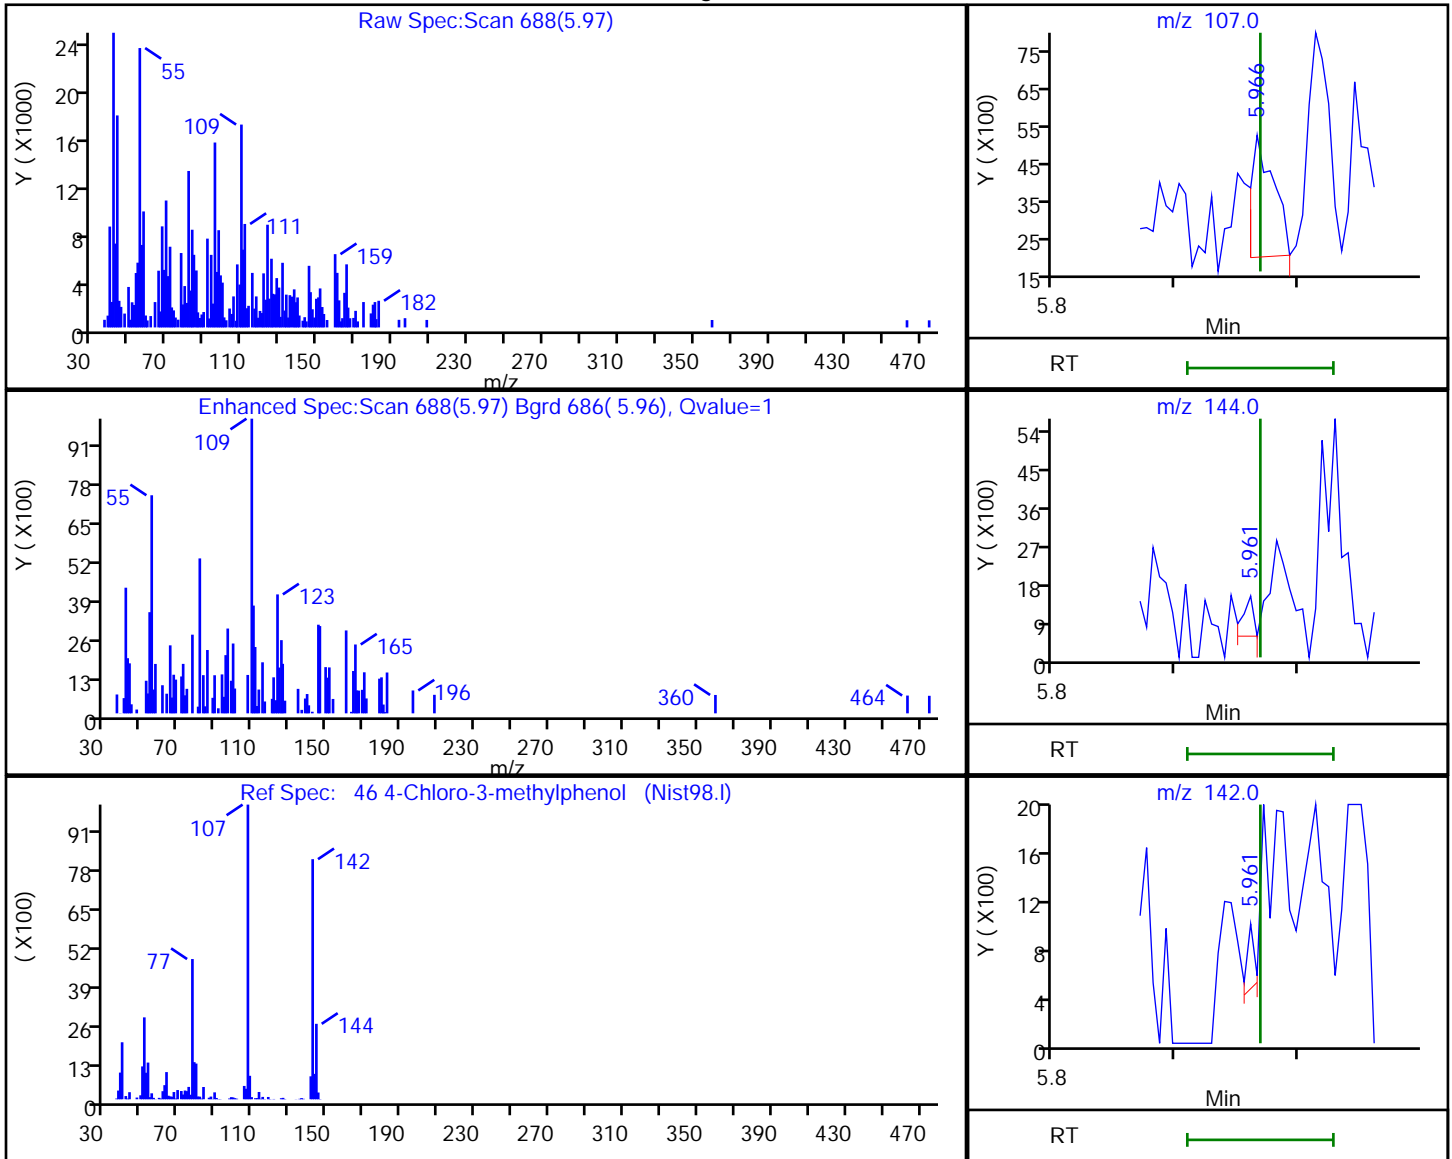 Raw Spec:Scan 688(5.97)
Y ( X1000)
24
20
16
12
8
4
0
55
109
111
159
182
30 70 110 150 190 230 270 310 350 390 430 470
m/z
m/z 107.0
Y ( X100)
75
65
55
45
35
25
15
5.966
5.8
Min
RT
Enhanced Spec:Scan 688(5.97) Bgrd 686( 5.96), Qvalue=1
Y ( X100)
91
78
65
52
39
26
13
0
109
55
123
165
196
360
464
30 70 110 150 190 230 270 310 350 390 430 470
m/z
m/z 144.0
Y ( X100)
54
45
36
27
18
9
0
5.961
5.8
Min
RT
Ref Spec: 46 4-Chloro-3-methylphenol (Nist98.l)
( X100)
91
78
65
52
39
26
13
0
107
142
77
144
30 70 110 150 190 230 270 310 350 390 430 470
m/z 142.0
Y ( X100)
20
16
12
8
4
0
5.961
5.8
Min
RT